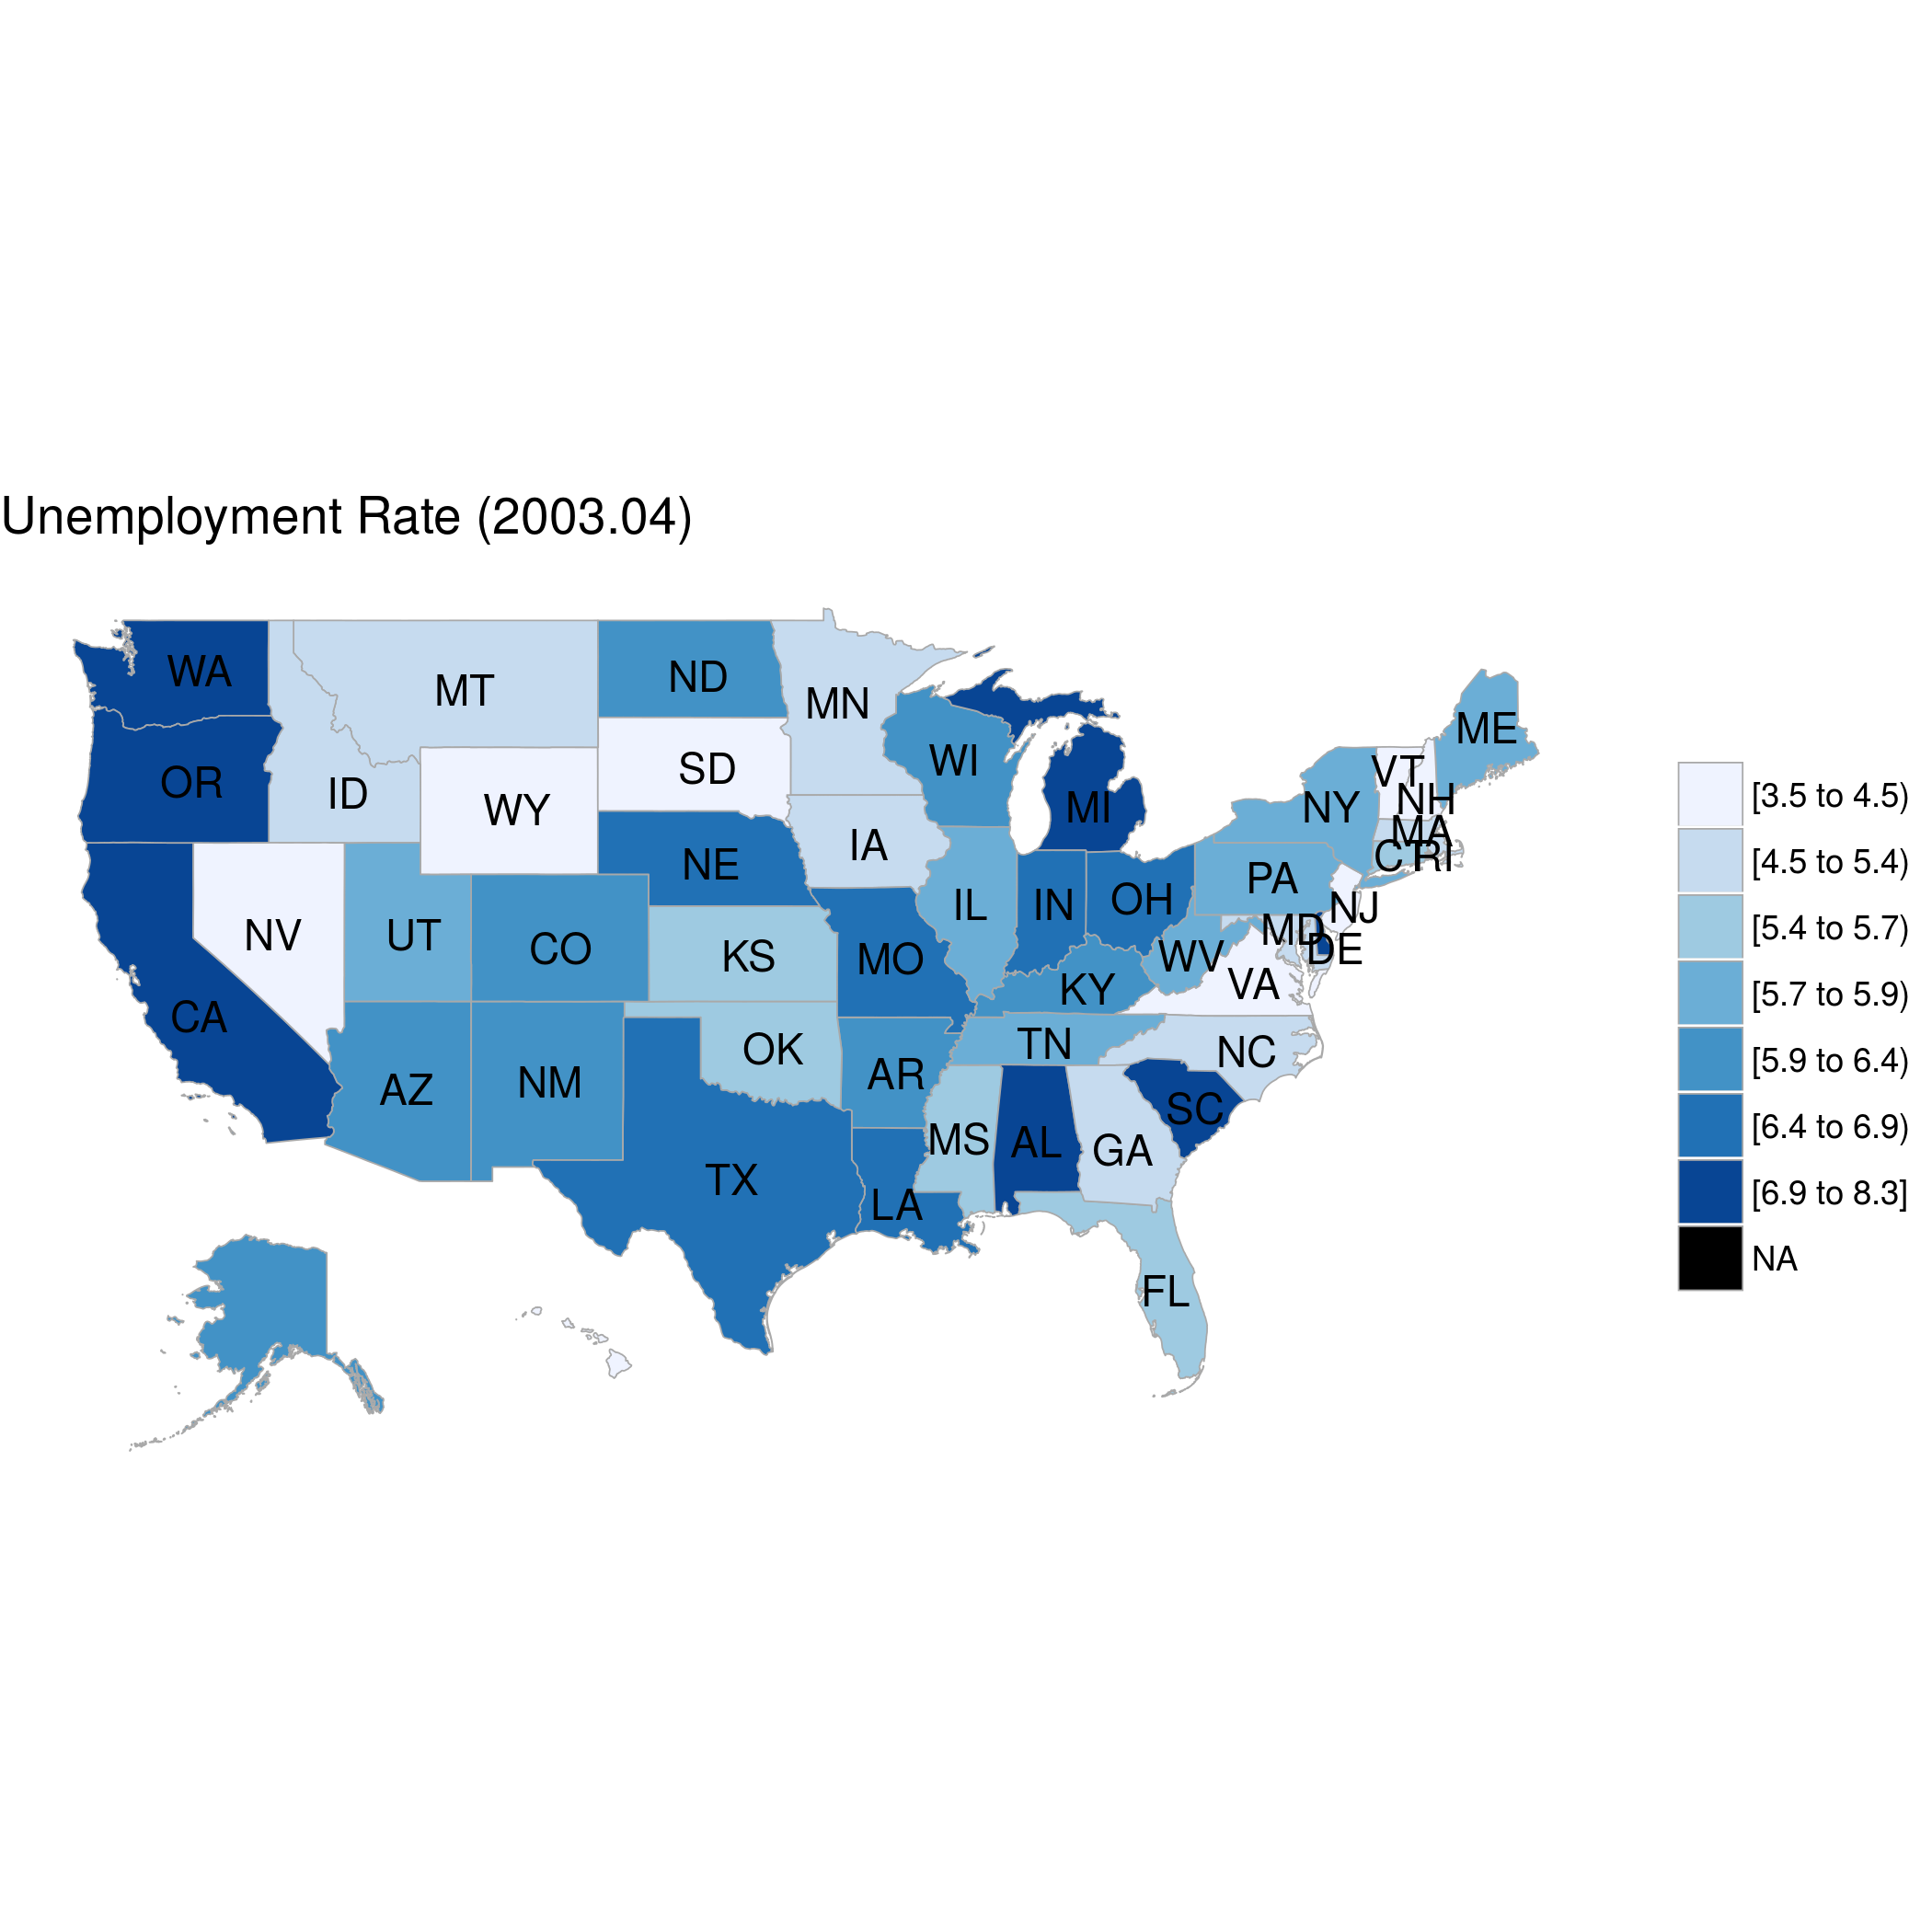 Unemployment Rate (2003.04)
WA
MT
ND
MN
ME
OR
ID
WY
SD
WI
MI
NY
VT
NH
MA
CT
RI
NV
UT
CO
NE
IA
IL
IN
OH
PA
NJ
MD
DE
CA
KS
MO
KY
WV
VA
AZ
NM
OK
AR
TN
NC
TX
LA
MS
AL
GA
SC
FL
[3.5 to 4.5)
[4.5 to 5.4)
[5.4 to 5.7)
[5.7 to 5.9)
[5.9 to 6.4)
[6.4 to 6.9)
[6.9 to 8.3]
NA